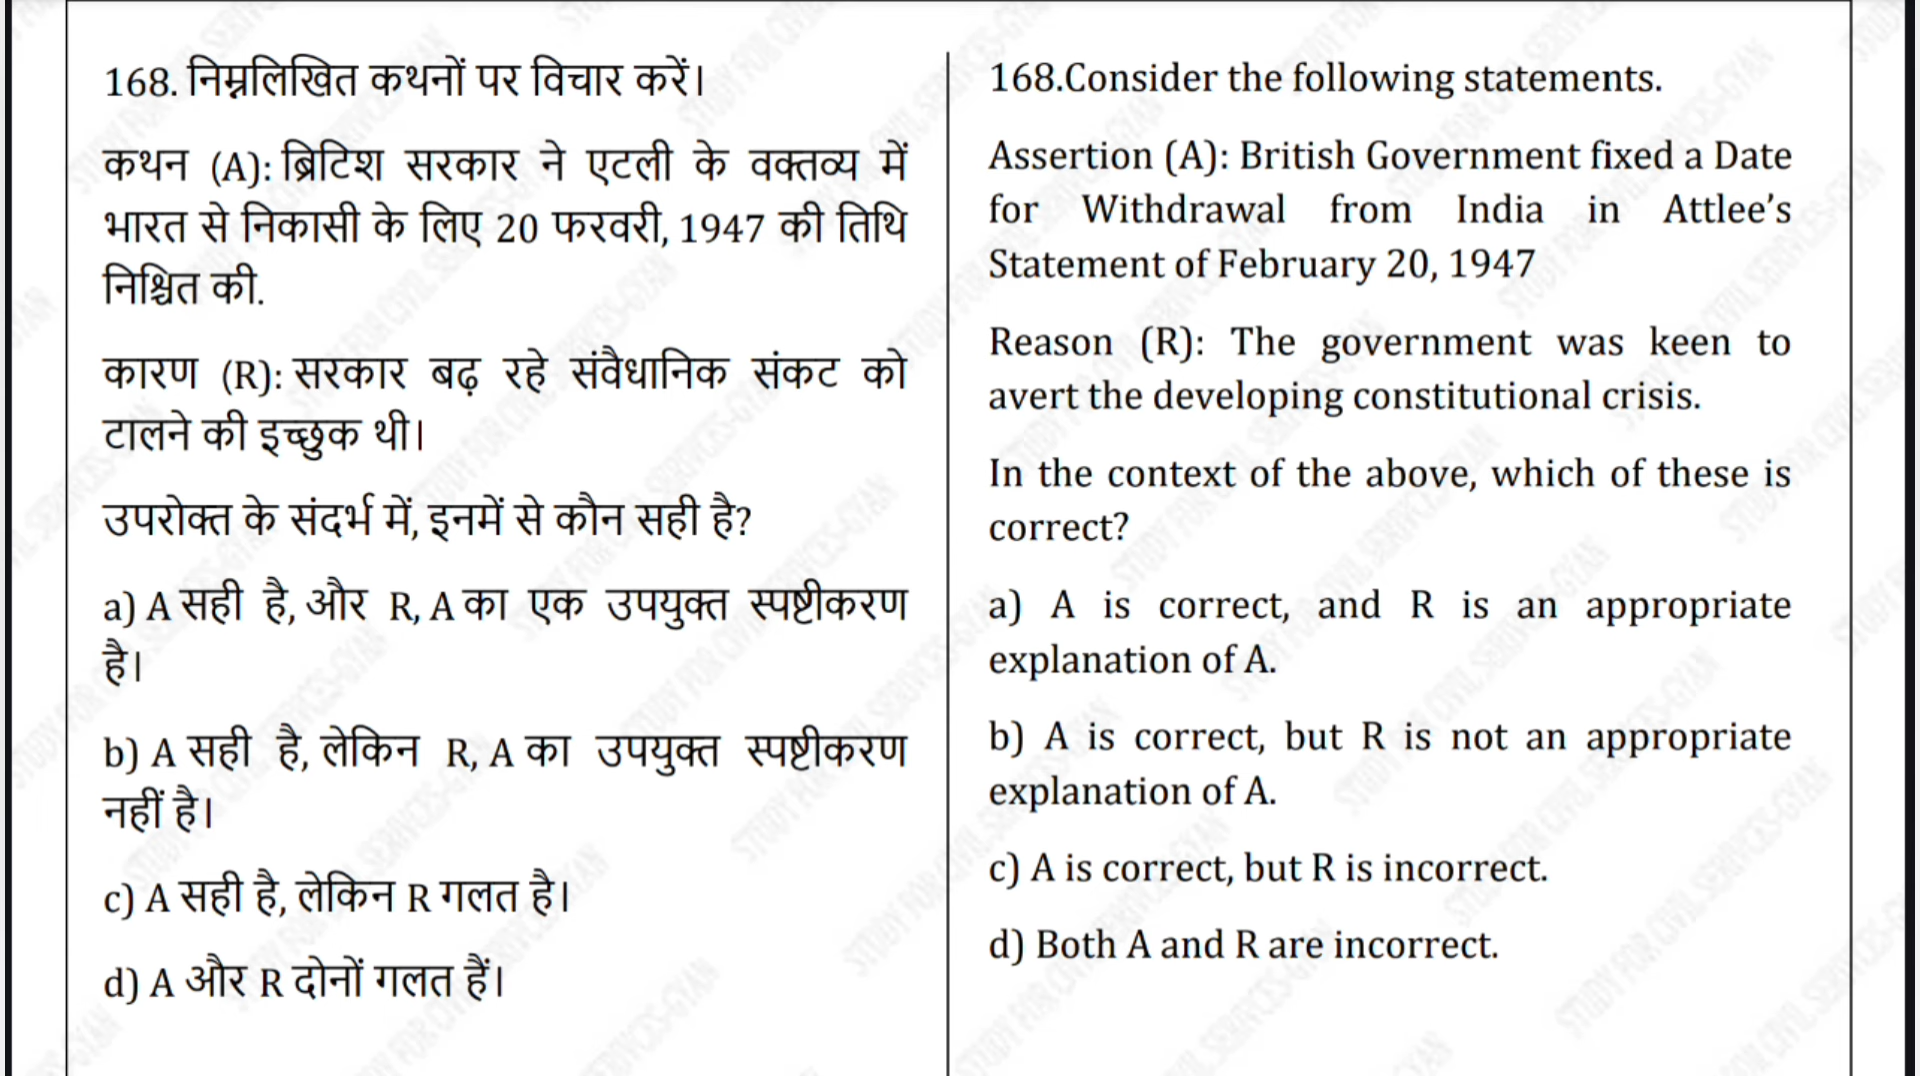 168. निम्नलिखित कथनों पर विचार करें।
कथन (A): ब्रिटिश सरकार ने एटली के वक्तव्य में
भारत से निकासी के लिए 20 फरवरी, 1947 की तिथि
निश्चित की.
कारण (R): सरकार बढ़ रहे संवैधानिक संकट को
टालने की इच्छुक थी।
उपरोक्त के संदर्भ में, इनमें से कौन सही है?
a) A सही है, और R, A का एक उपयुक्त स्पष्टीकरण
है।
b) A सही है, लेकिन R, A का उपयुक्त स्पष्टीकरण
नहीं है।
c) A सही है, लेकिन R गलत है।
d) A और R दोनों गलत हैं।
168.Consider the following statements.
Assertion (A): British Government fixed a Date
for Withdrawal from India in Attlee’s
Statement of February 20, 1947
Reason (R): The government was keen to
avert the developing constitutional crisis.
In the context of the above, which of these is
correct?
a) A is correct, and R is an appropriate
explanation of A.
b) A is correct, but R is not an appropriate
explanation of A.
c) A is correct, but R is incorrect.
d) Both A and R are incorrect.